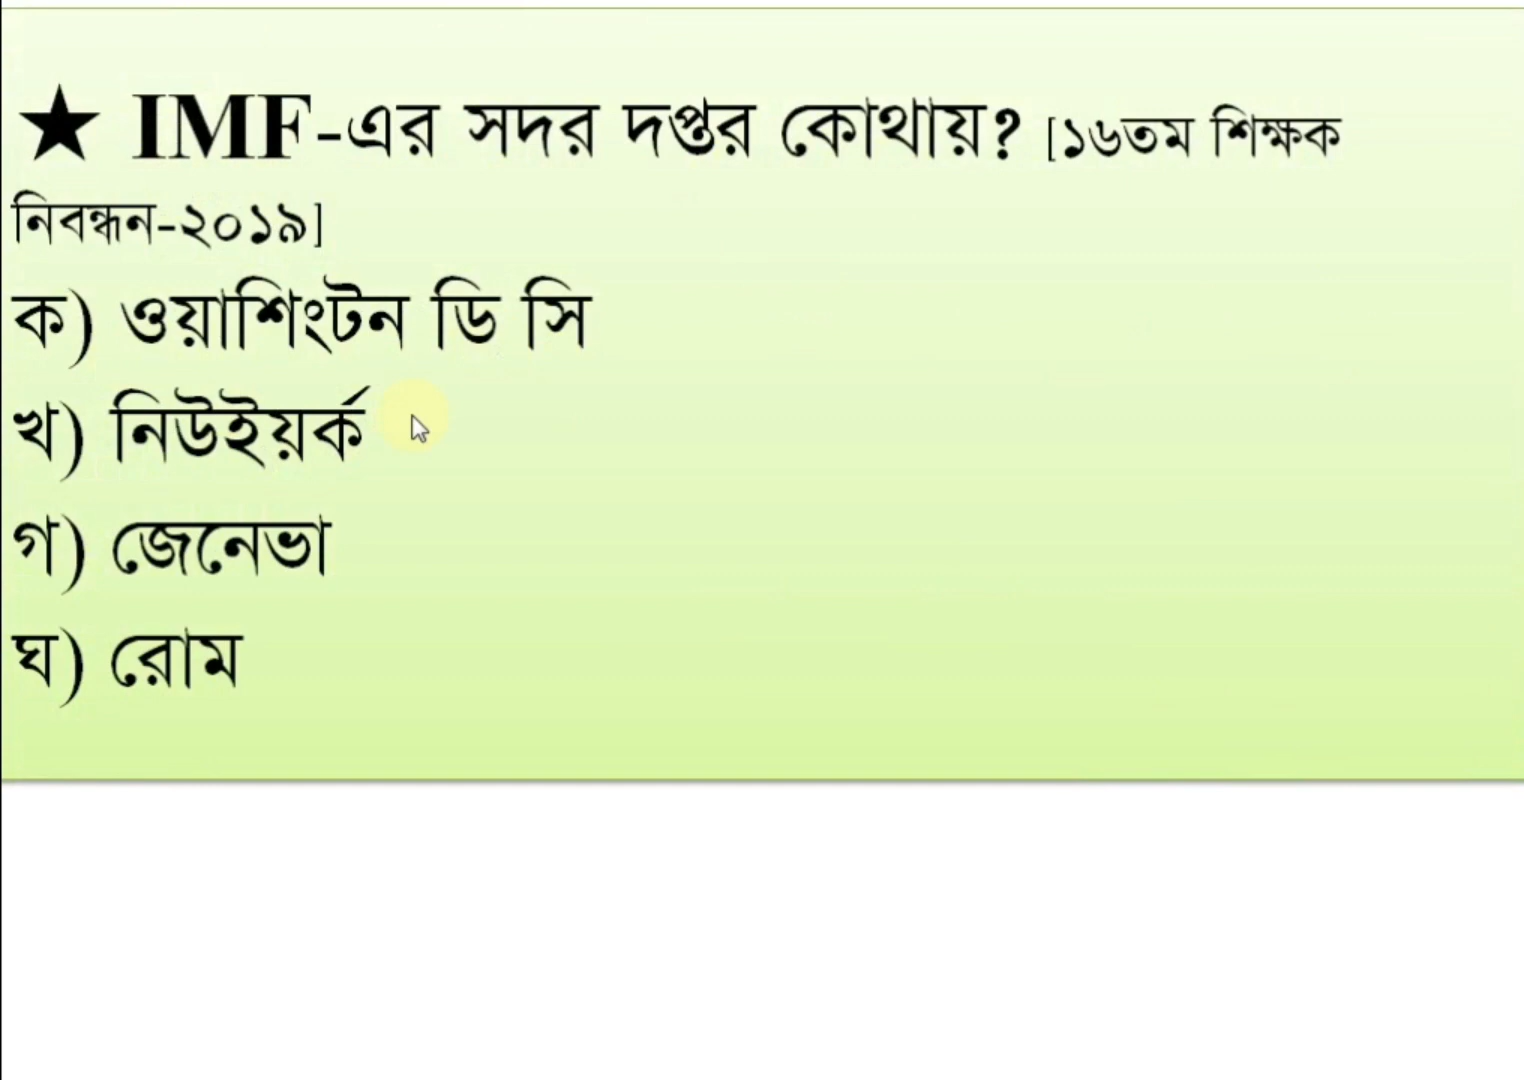 ★ IMF-এর সদর দপ্তর কোথায়? [১৬তম শিক্ষক
নিবন্ধন-২০১৯]
ক) ওয়াশিংটন ডি সি
খ) নিউইয়র্ক
গ) জেনেভা
ঘ) রোম